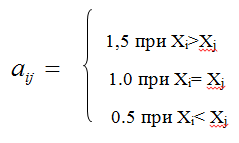 1,5 при Xi>Xj
aij =
1.0 при Xi= Xj
0.5 при Xi< Xj